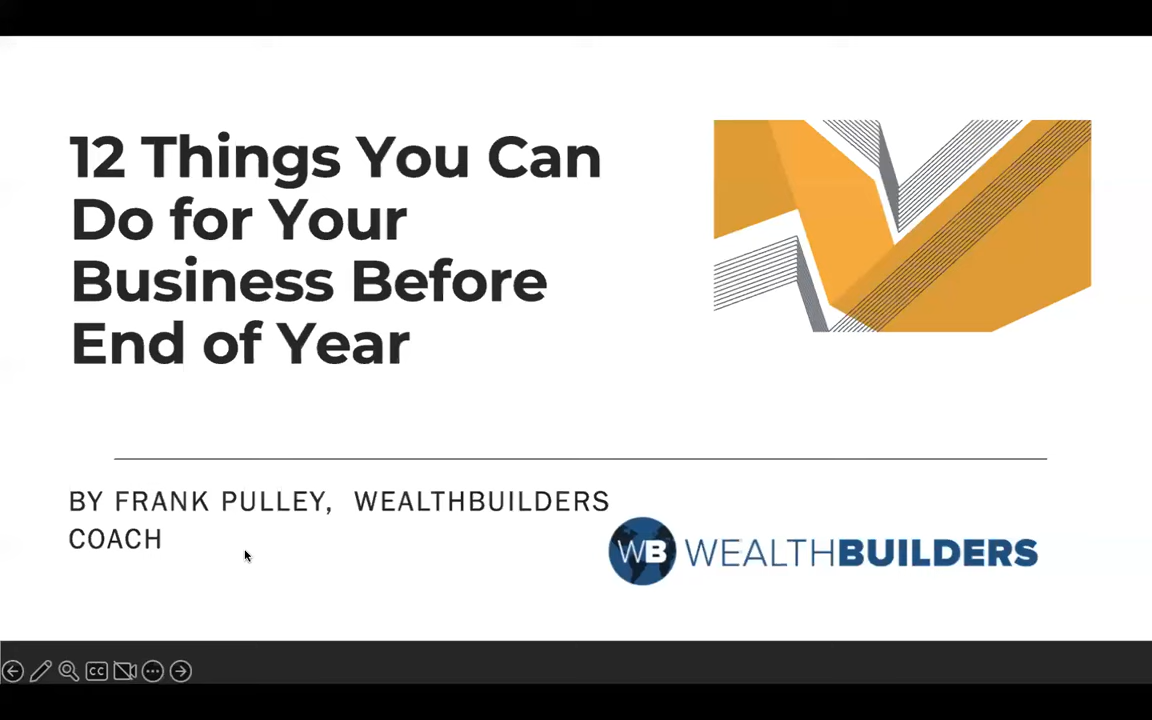 12 Things You Can
Do for Your
Business Before
End of Year
BY FRANK PULLEY, WEALTHBUILDERS
COACH
WB WEALTHBUILDERS
CC